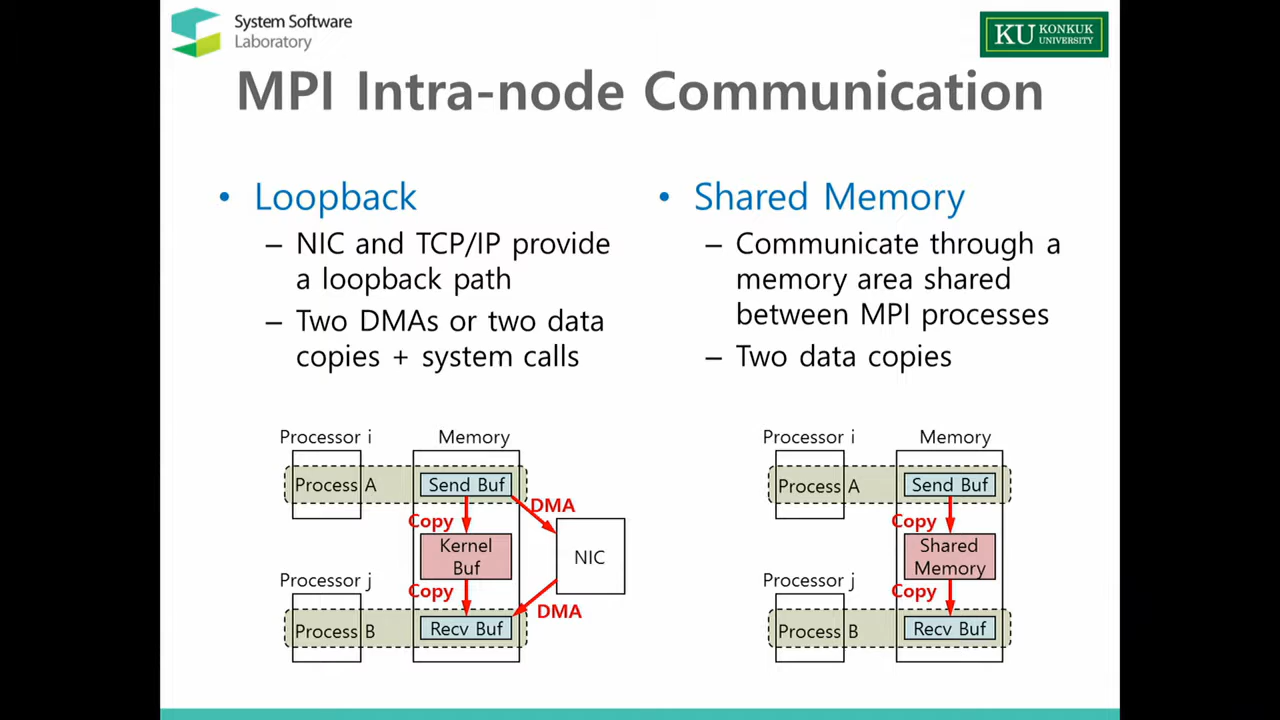 System Software
Laboratory
KU KONKUK
UNIVERSITY
MPI Intra-node Communication
• Loopback
– NIC and TCP/IP provide
a loopback path
– Two DMAs or two data
copies + system calls
• Shared Memory
– Communicate through a
memory area shared
between MPI processes
– Two data copies
Processor i
Memory
Process A
Send Buf
DMA
Copy
Kernel
Buf
NIC
Processor j
Copy
DMA
Process B
Recv Buf
Processor i
Memory
Process A
Send Buf
Copy
Shared
Memory
Processor j
Copy
Process B
Recv Buf